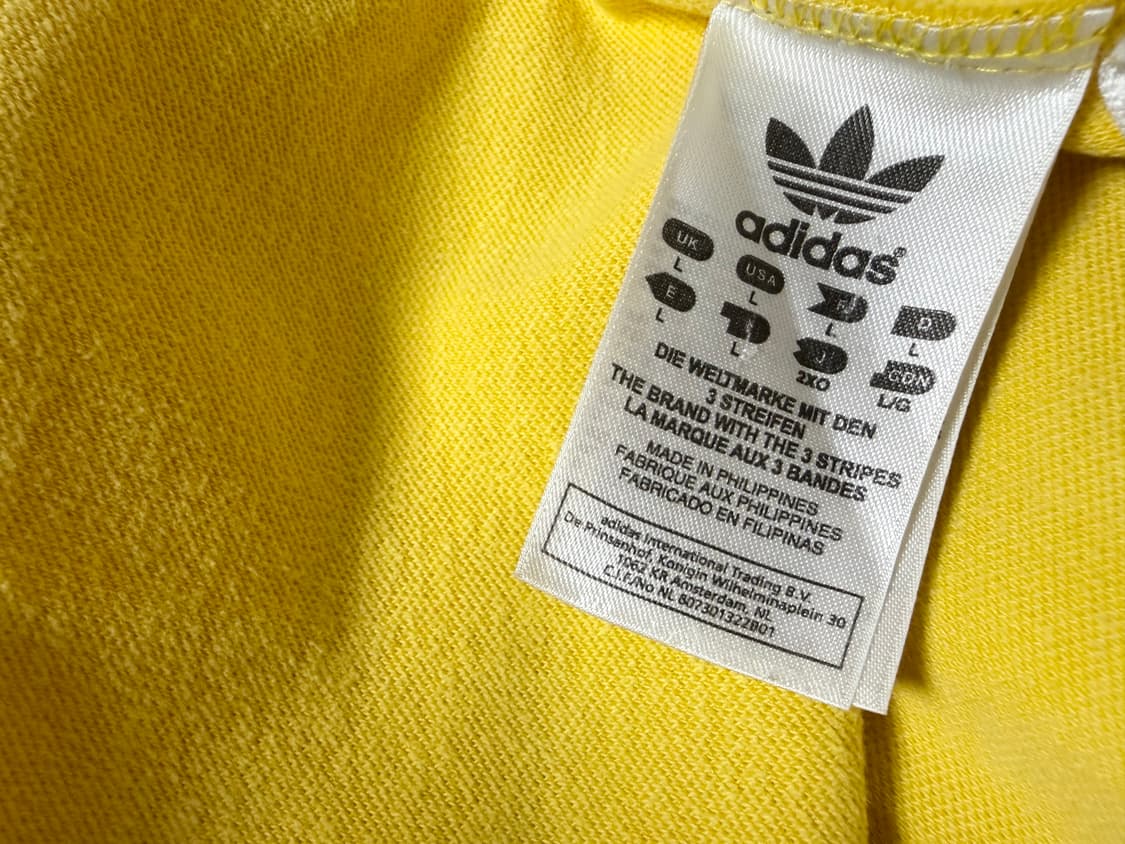 adidas®
UK USA F D
L L L L
E I J CDN
L L 2XO L/G
DIE WELTMARKE MIT DEN
3 STREIFEN
THE BRAND WITH THE 3 STRIPES
LA MARQUE AUX 3 BANDES
MADE IN PHILIPPINES
FABRIQUE AUX PHILIPPINES
FABRICADO EN FILIPINAS
adidas International Trading B.V.
De Prinsenhof, Konigin Wilhelminaplein 30
1062 KR Amsterdam, NL
C.I.F/No NL 807301322B01